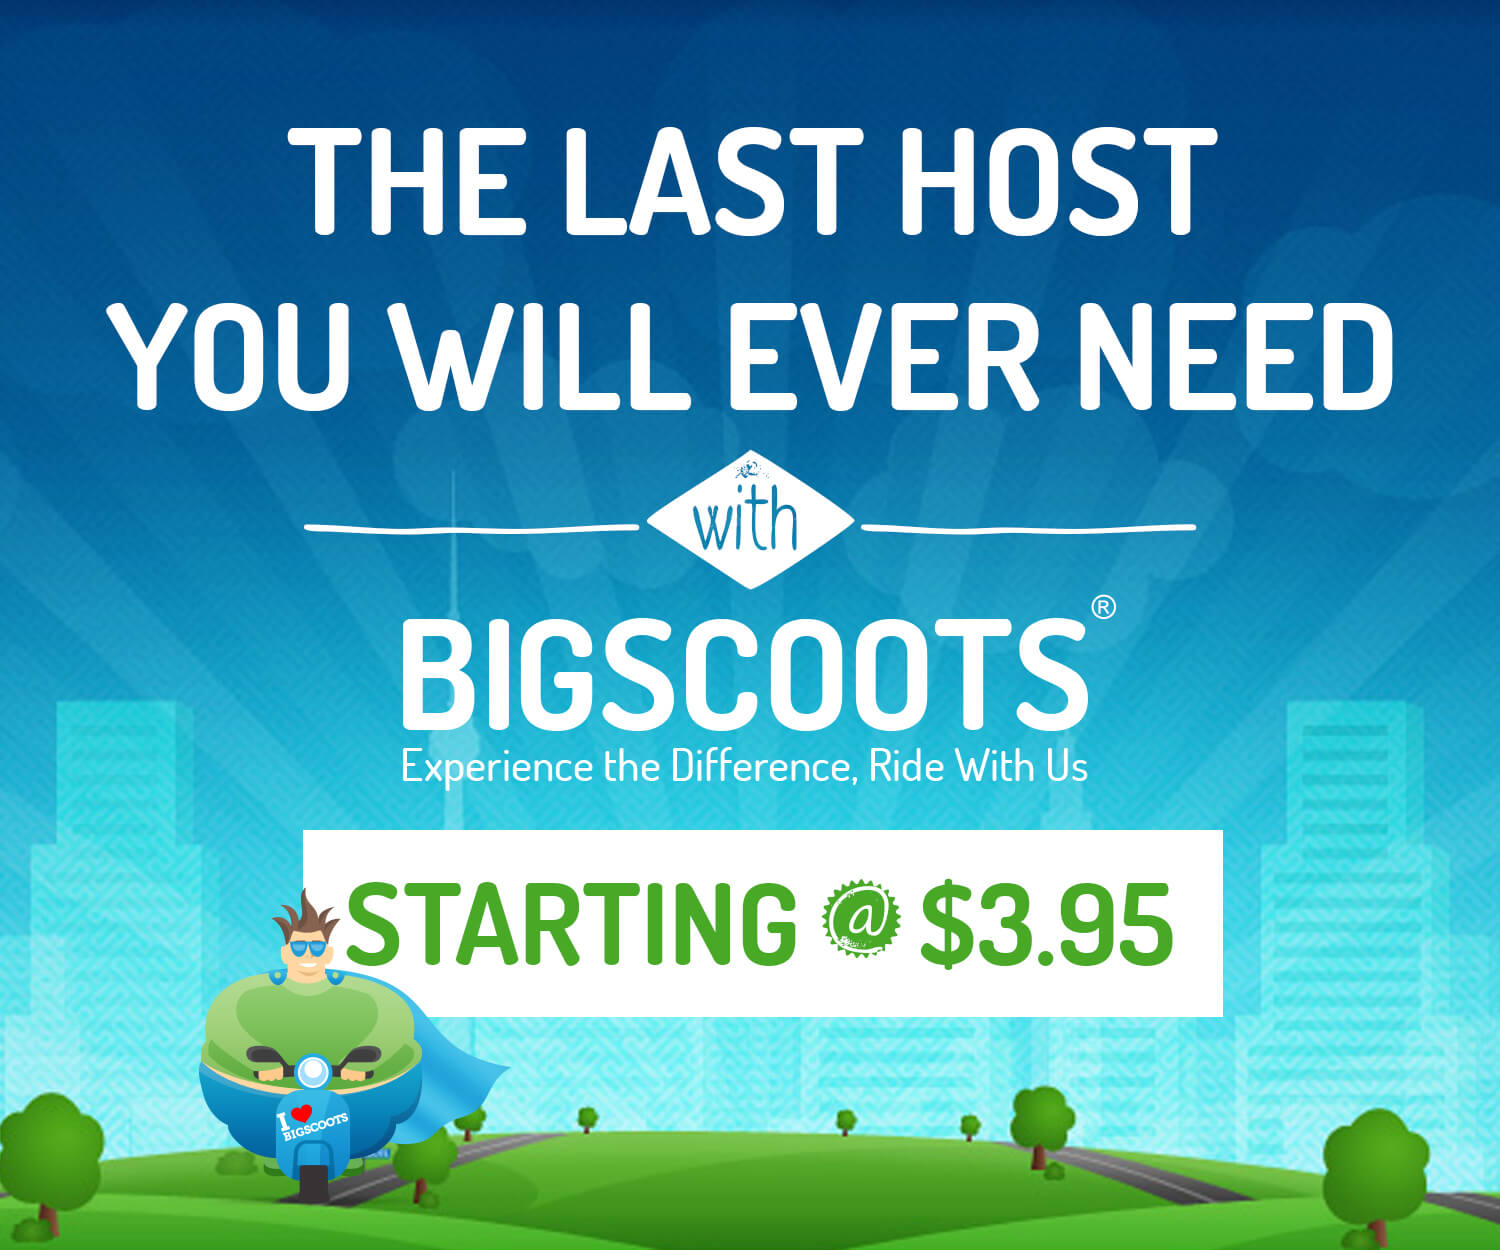 THE LAST HOST
YOU WILL EVER NEED
with
BIGSCOOTS®
Experience the Difference, Ride With Us
STARTING @ $3.95
I ❤
BIGSCOOTS